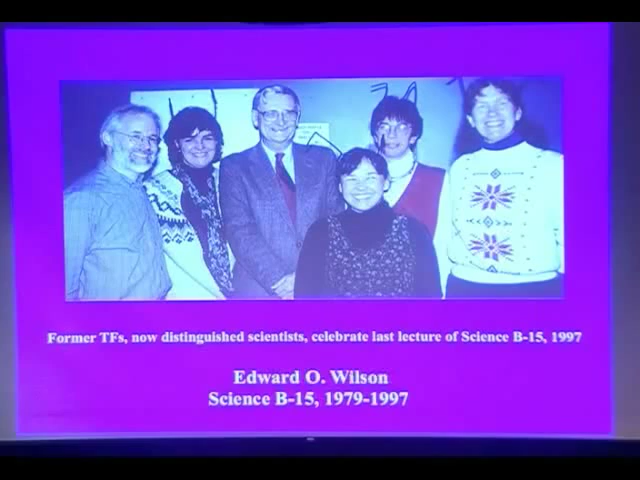 Former TFs, now distinguished scientists, celebrate last lecture of Science B-15, 1997
Edward O. Wilson
Science B-15, 1979-1997